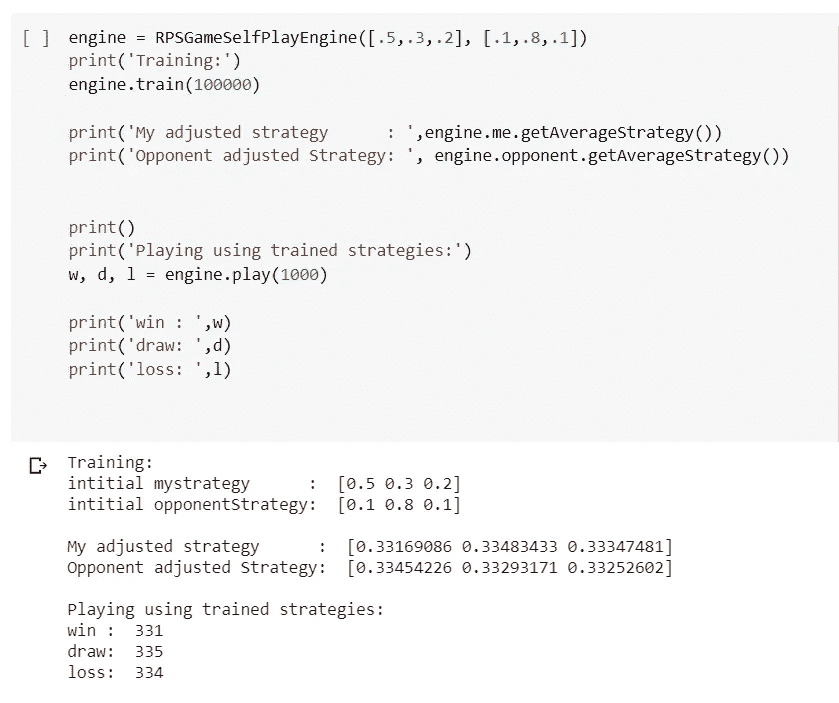 [ ] engine = RPSGameSelfPlayEngine([.5,.3,.2], [.1,.8,.1])
print('Training:')
engine.train(100000)
print('My adjusted strategy      : ',engine.me.getAverageStrategy())
print('Opponent adjusted Strategy: ', engine.opponent.getAverageStrategy())
print()
print('Playing using trained strategies:')
w, d, l = engine.play(1000)
print('win : ',w)
print('draw: ',d)
print('loss: ',l)
Training:
intitial mystrategy      :  [0.5 0.3 0.2]
intitial opponentStrategy:  [0.1 0.8 0.1]
My adjusted strategy      :  [0.33169086 0.33483433 0.33347481]
Opponent adjusted Strategy:  [0.33454226 0.33293171 0.33252602]
Playing using trained strategies:
win :  331
draw:  335
loss:  334